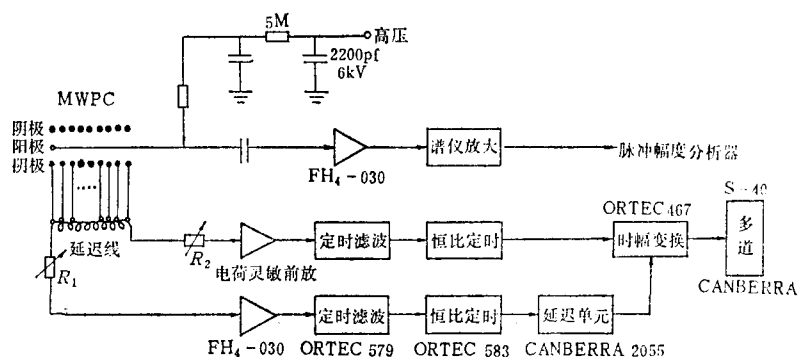 5M
高压
2200pf
6kV
MWPC
阴极
阳极
阴极
FH₄-030
谱仪放大
脉冲幅度分析器
延迟线
R₁
R₂
电荷灵敏前放
定时滤波
恒比定时
ORTEC 467
时幅变换
S-40
多道
CANBERRA
FH₄-030
定时滤波
ORTEC 579
恒比定时
ORTEC 583
延迟单元
CANBERRA 2055